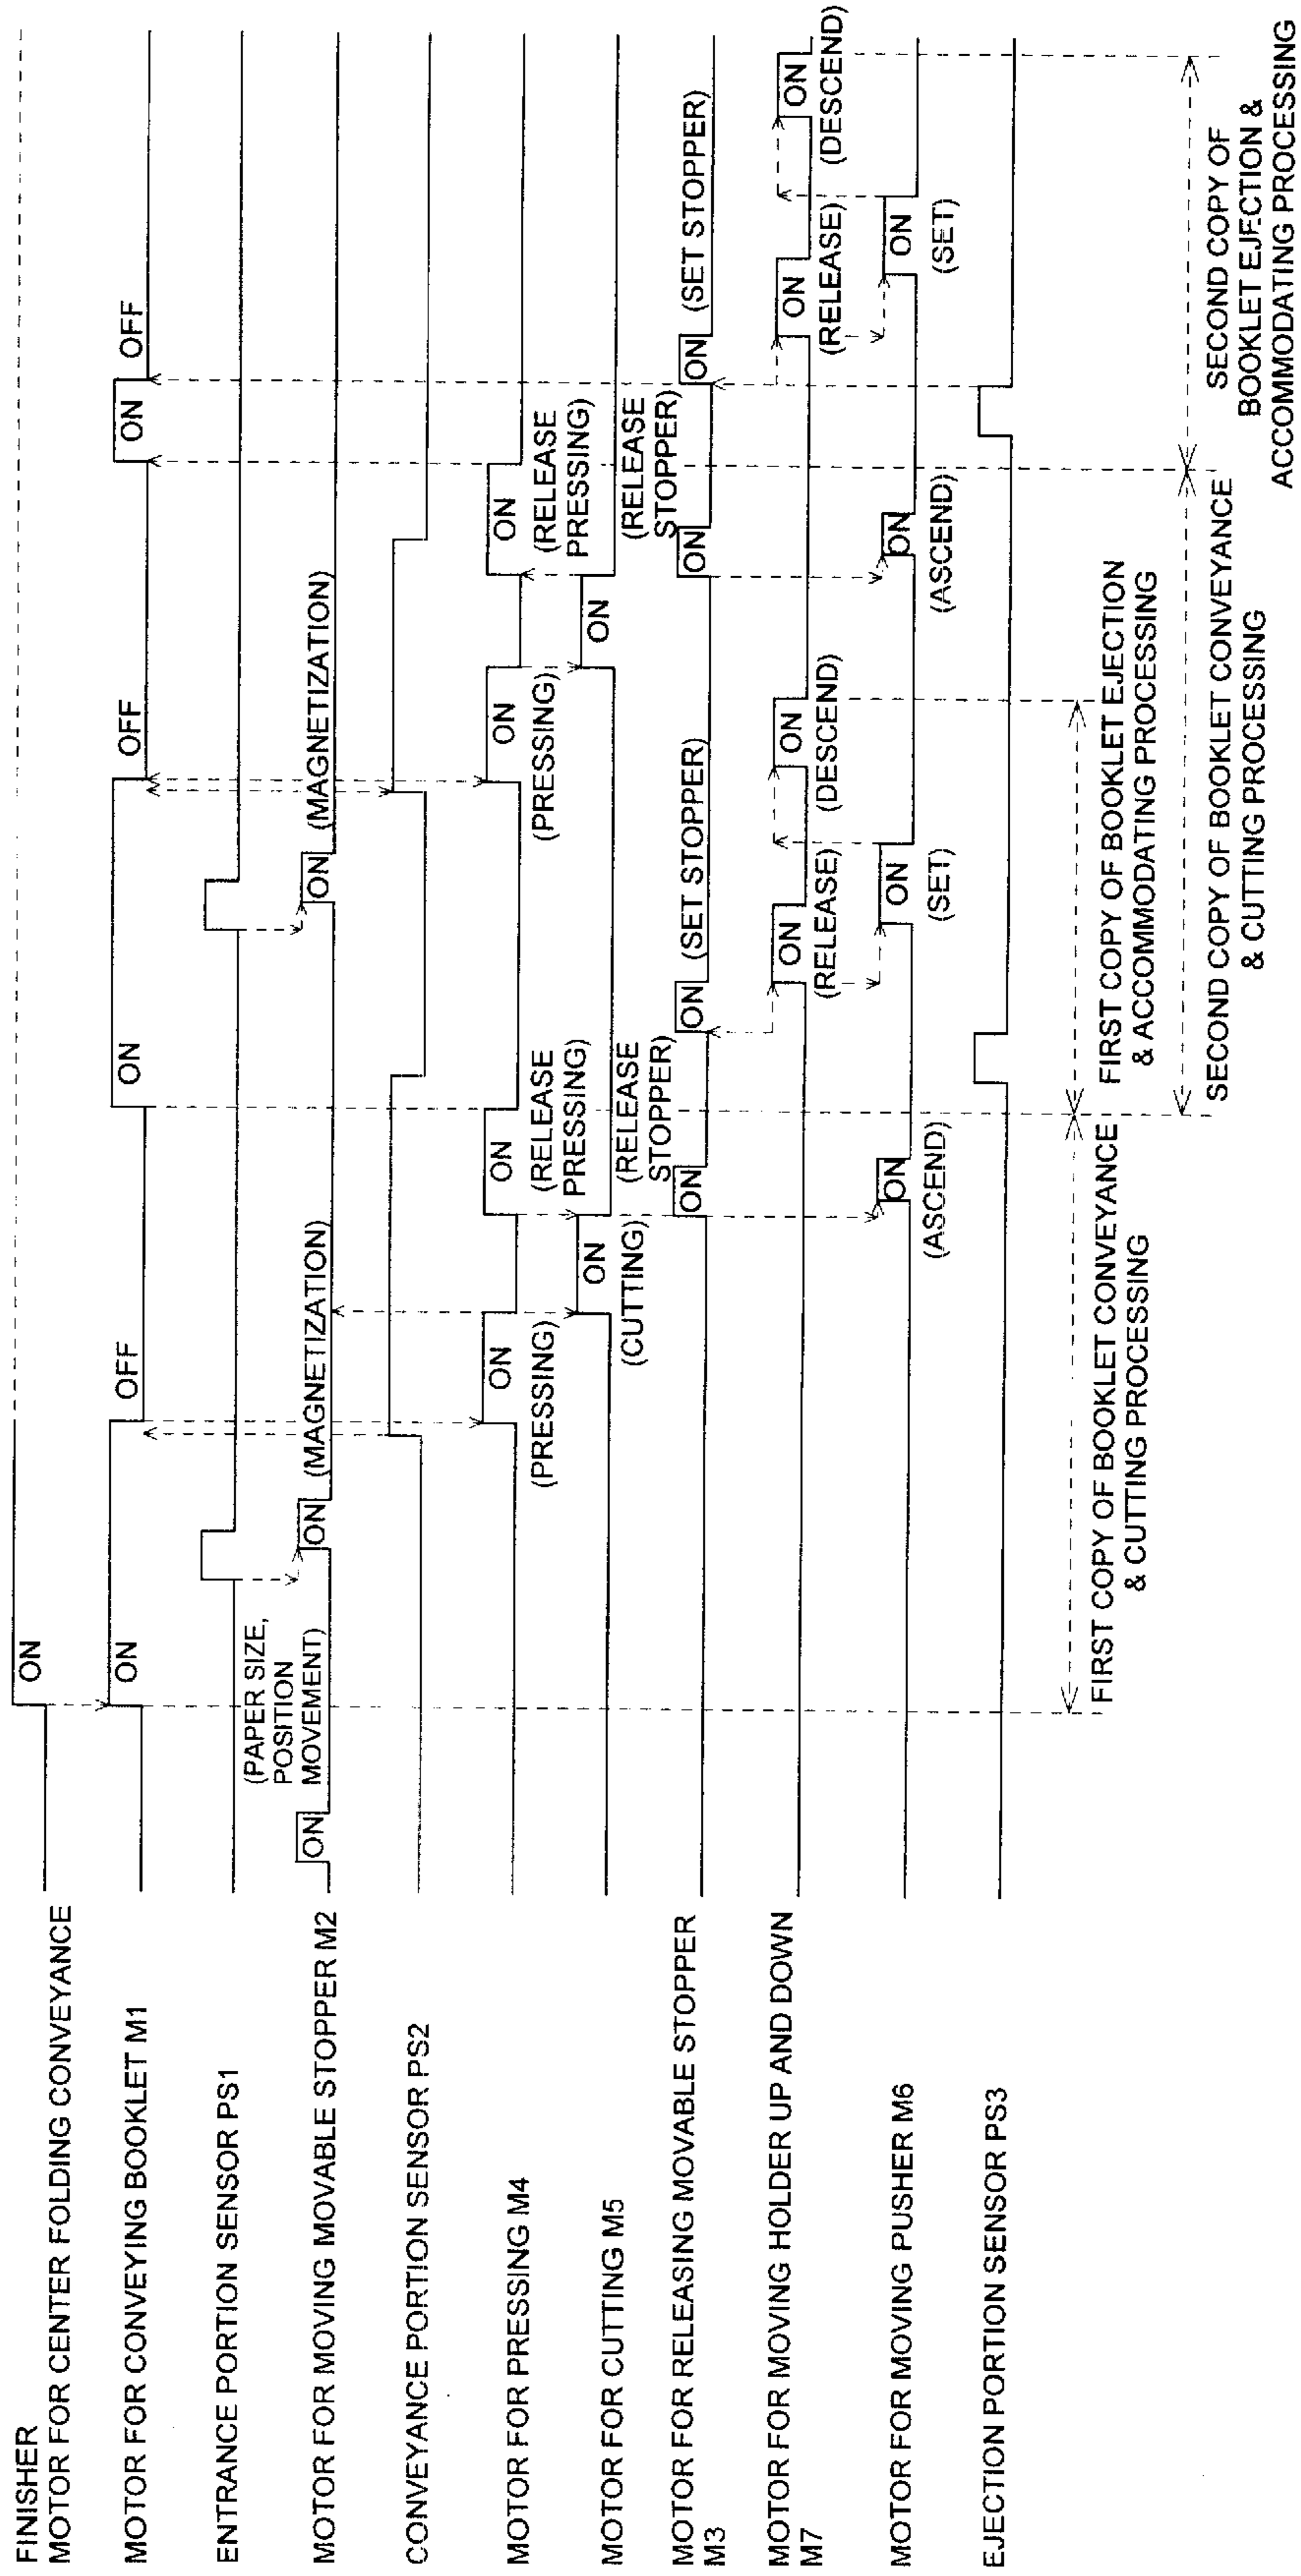 FINISHER
MOTOR FOR CENTER FOLDING CONVEYANCE
ON
MOTOR FOR CONVEYING BOOKLET M1
ON
OFF
ON
OFF
ON
OFF
ENTRANCE PORTION SENSOR PS1
(PAPER SIZE,
POSITION
MOVEMENT)
MOTOR FOR MOVING MOVABLE STOPPER M2
ON
ON
(MAGNETIZATION)
(MAGNETIZATION)
ON
(MAGNETIZATION)
CONVEYANCE PORTION SENSOR PS2
MOTOR FOR PRESSING M4
ON
ON
ON
ON
(PRESSING)
(RELEASE
PRESSING)
(PRESSING)
(RELEASE
PRESSING)
MOTOR FOR CUTTING M5
ON
ON
(CUTTING)
(RELEASE
STOPPER)
(RELEASE
STOPPER)
MOTOR FOR RELEASING MOVABLE STOPPER
M3
ON
ON
(SET STOPPER)
ON
ON
(SET STOPPER)
MOTOR FOR MOVING HOLDER UP AND DOWN
M7
ON
ON
ON
ON
(RELEASE)
(DESCEND)
(RELEASE)
(DESCEND)
MOTOR FOR MOVING PUSHER M6
ON
ON
ON
ON
(ASCEND)
(SET)
(ASCEND)
(SET)
EJECTION PORTION SENSOR PS3
FIRST COPY OF BOOKLET CONVEYANCE
& CUTTING PROCESSING
FIRST COPY OF BOOKLET EJECTION
& ACCOMMODATING PROCESSING
SECOND COPY OF BOOKLET CONVEYANCE
& CUTTING PROCESSING
SECOND COPY OF
BOOKLET EJECTION &
ACCOMMODATING PROCESSING